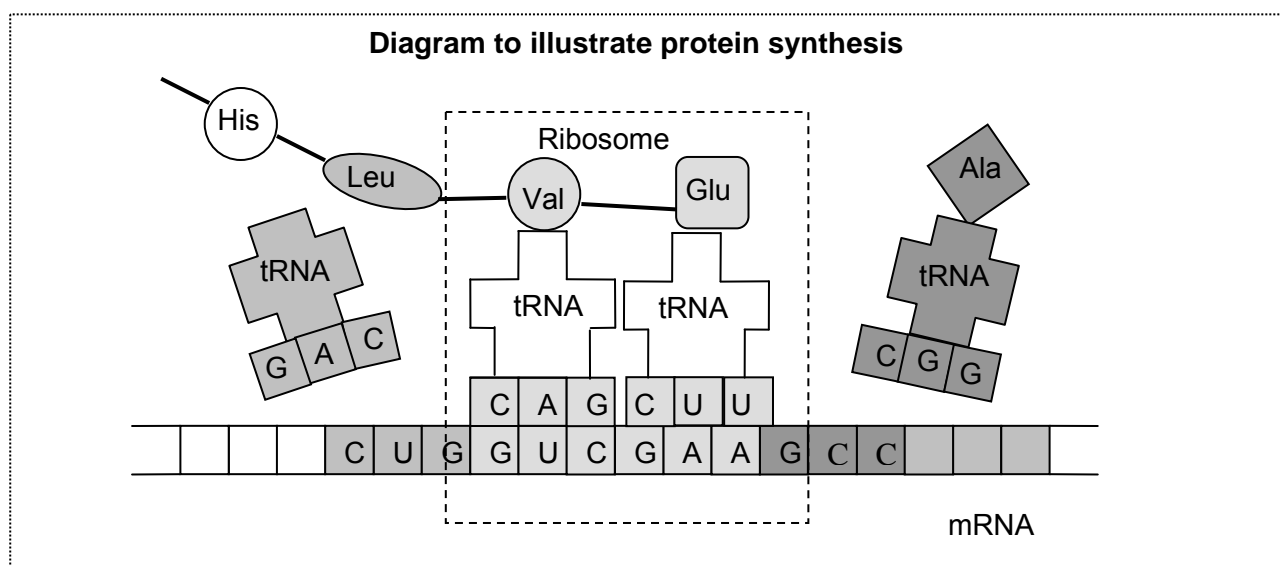 Diagram to illustrate protein synthesis
His
Leu
Ribosome
Val
Glu
Ala
tRNA
tRNA
tRNA
tRNA
G A C
C A G C U U
C G G
C U G G U C G A A G C C
mRNA